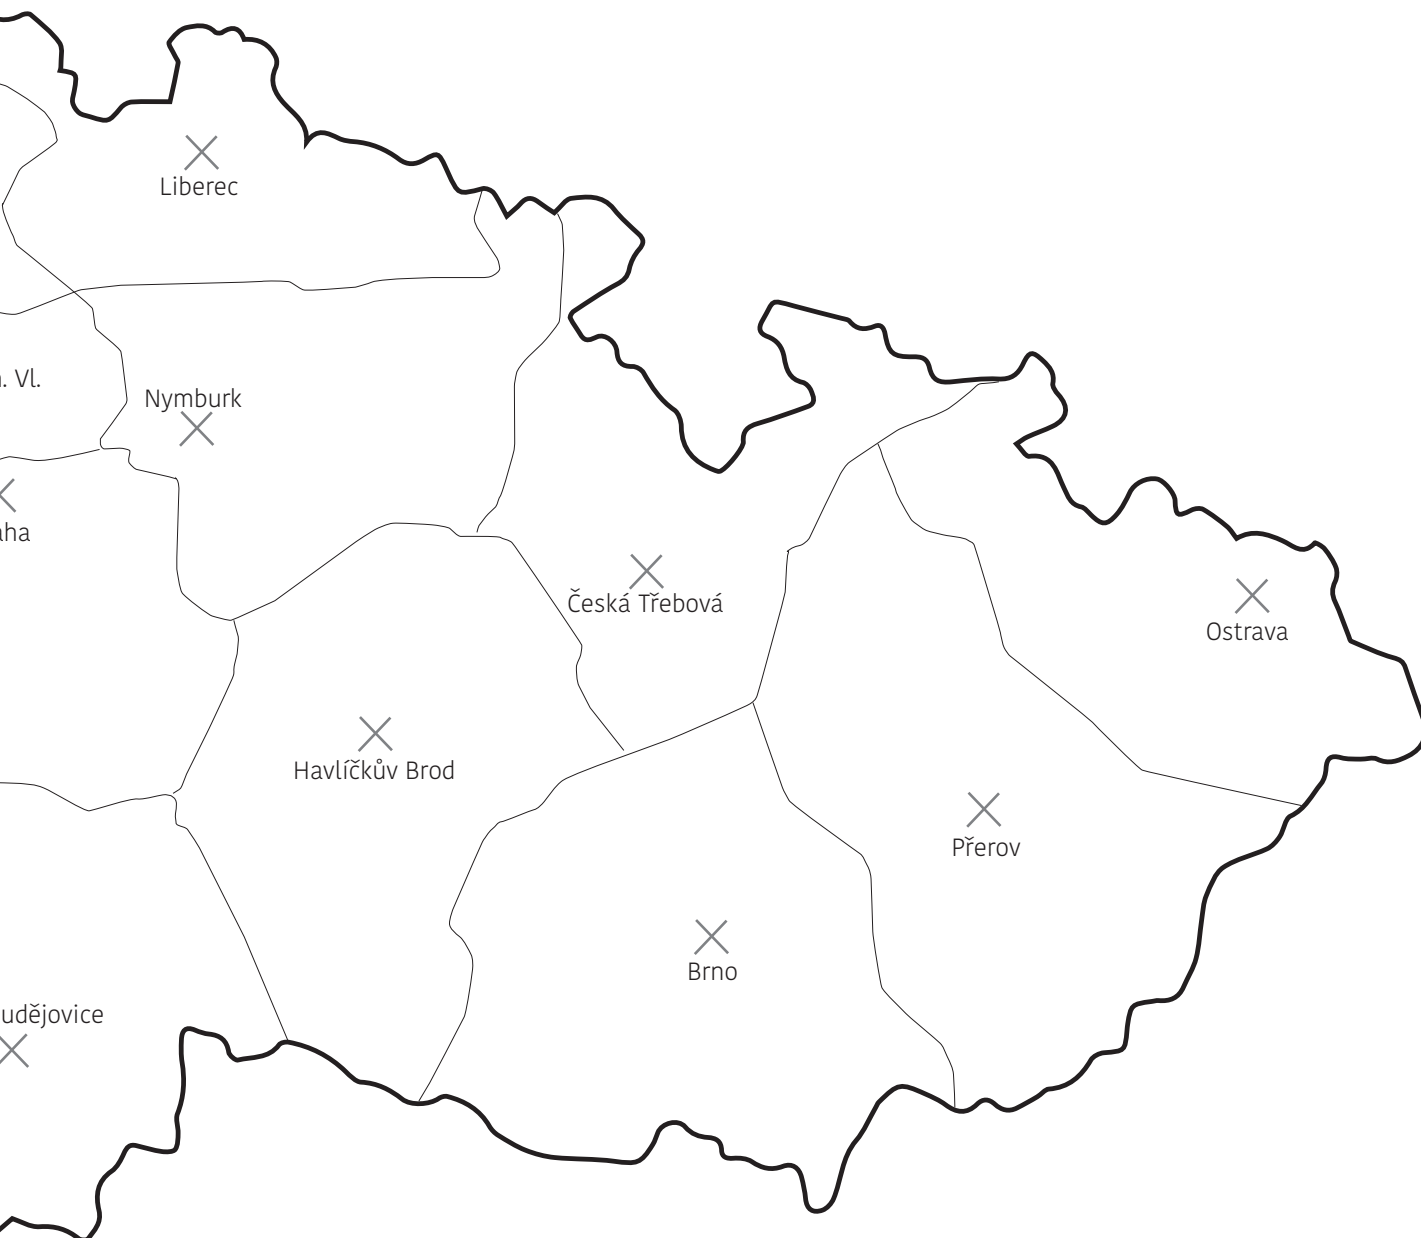 Liberec
. Vl.
Nymburk
aha
Česká Třebová
Ostrava
Havlíčkův Brod
Přerov
Brno
udějovice